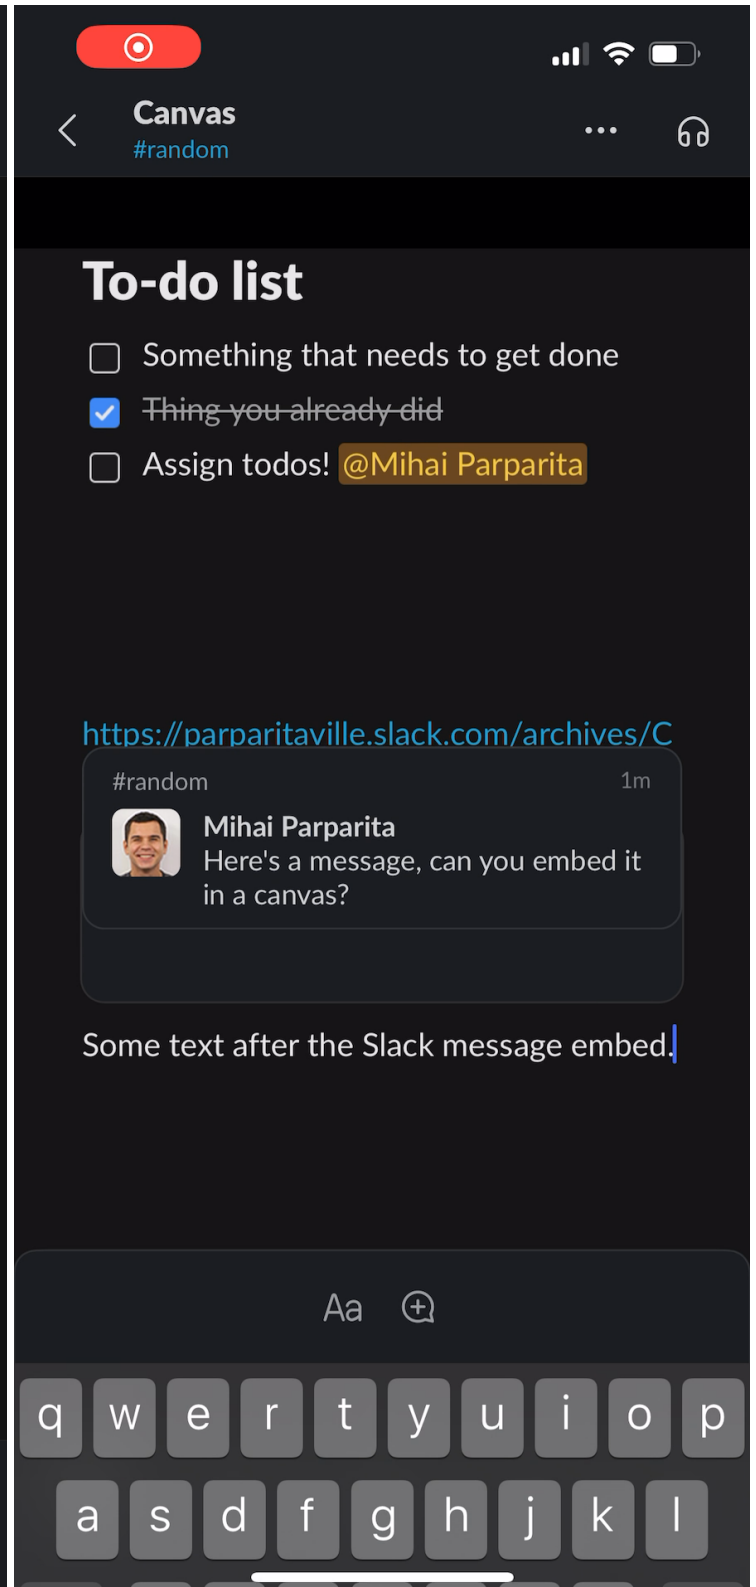 Canvas
#random
To-do list
Something that needs to get done
Thing you already did
Assign todos! @Mihai Parparita
https://parparitaville.slack.com/archives/C
#random 1m
Mihai Parparita
Here's a message, can you embed it
in a canvas?
Some text after the Slack message embed.
Aa
q w e r t y u i o p
a s d f g h j k l